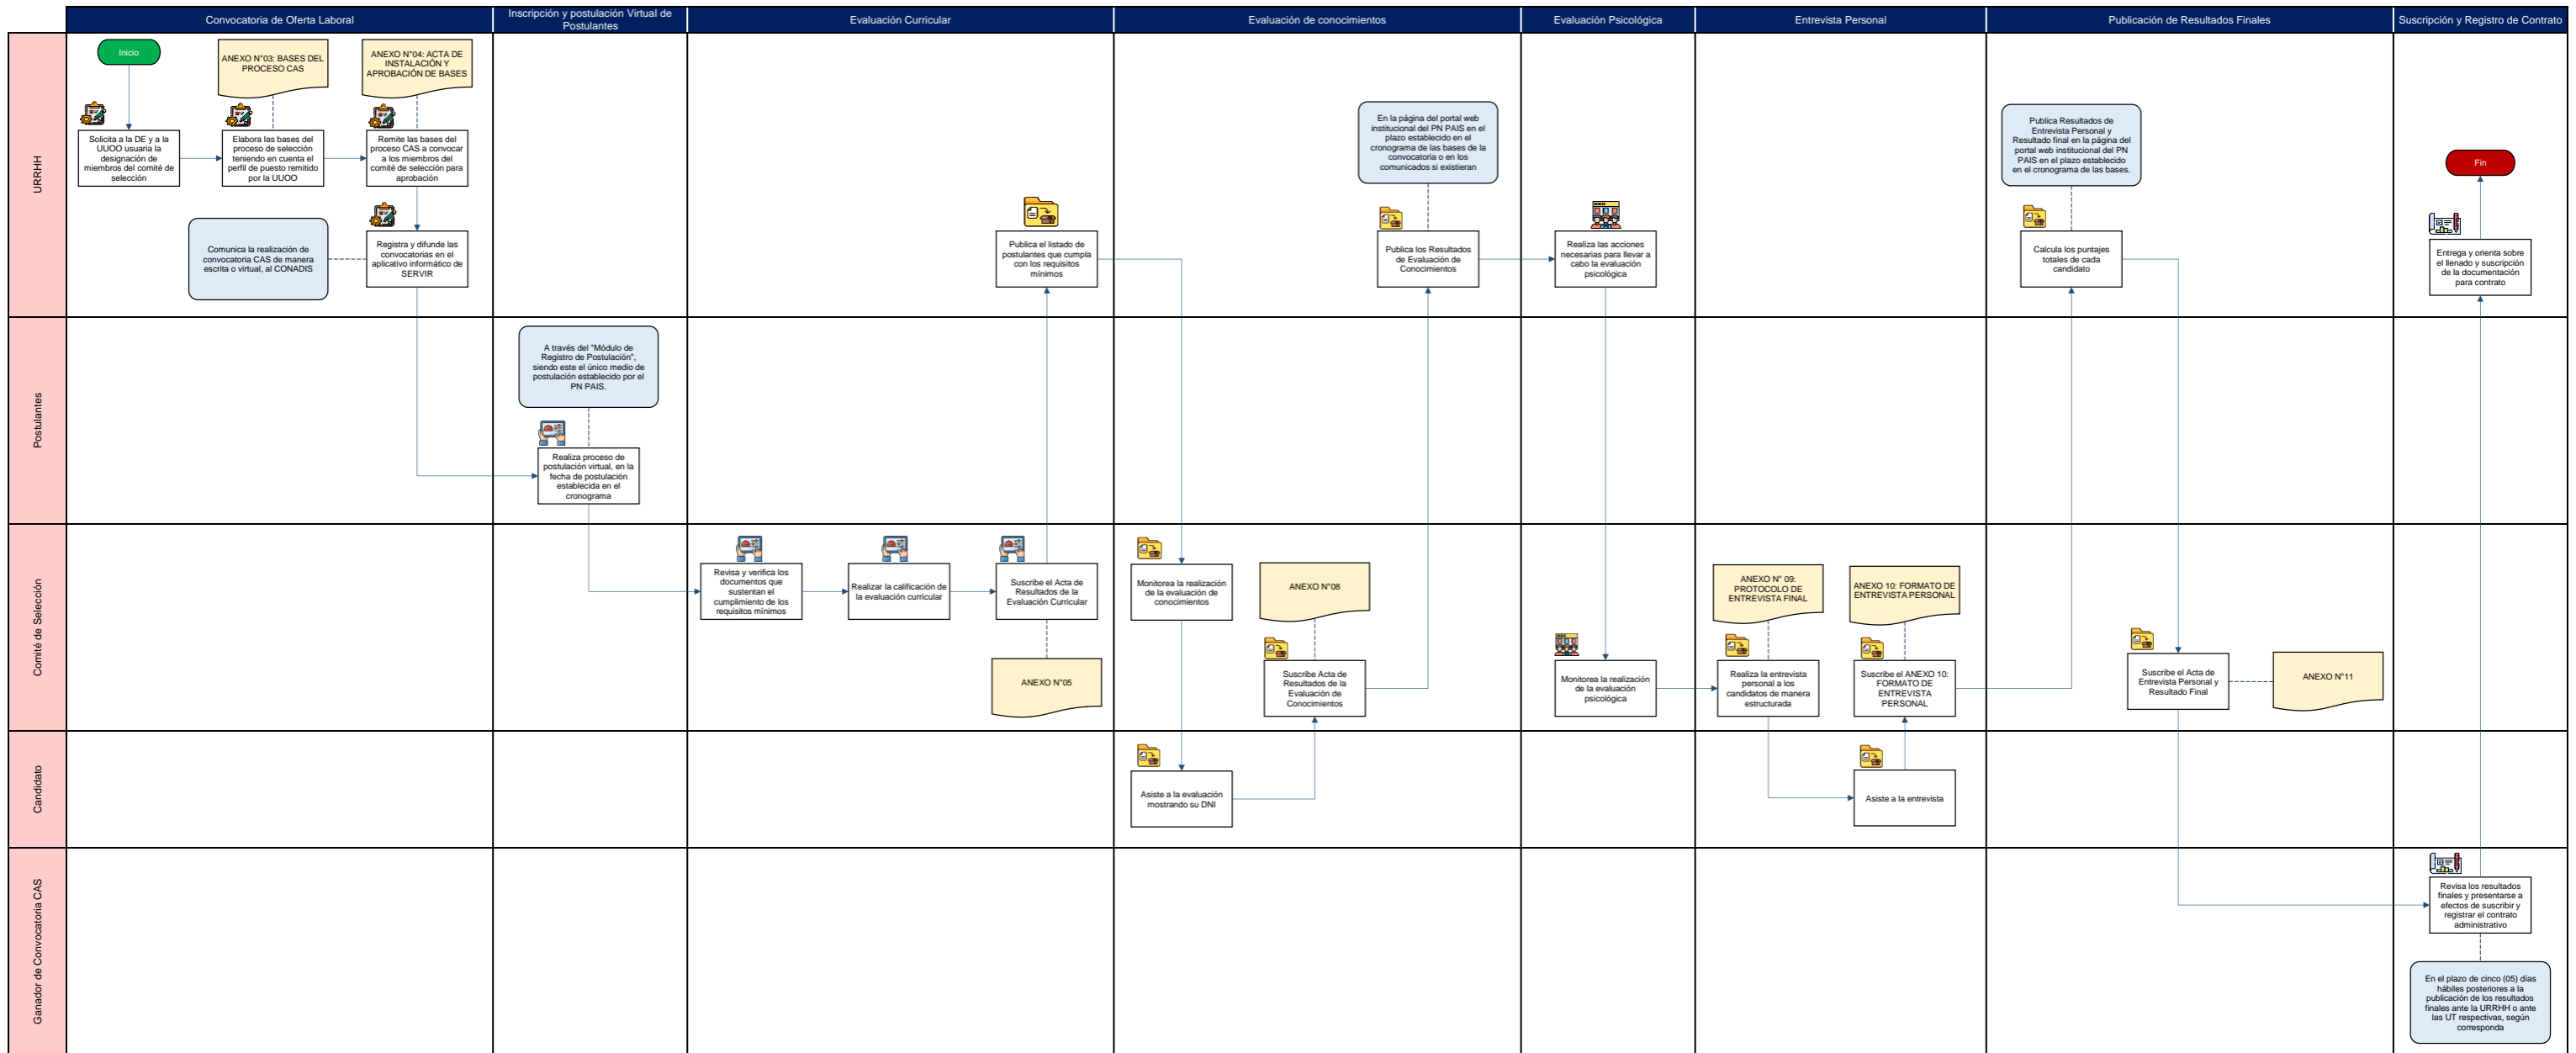 Convocatoria de Oferta Laboral
Inscripción y postulación Virtual de
Postulantes
Evaluación Curricular
Evaluación de conocimientos
Evaluación Psicológica
Entrevista Personal
Publicación de Resultados Finales
Suscripción y Registro de Contrato
URRHH
Inicio
ANEXO N°03: BASES DEL
PROCESO CAS
ANEXO N°04: ACTA DE
INSTALACIÓN Y
APROBACIÓN DE BASES
Solicita a la DE y a la
UUOO usuaria la
designación de
miembros del comité de
selección
Elabora las bases del
proceso de selección
teniendo en cuenta el
perfil de puesto remitido
por la UUOO
Remite las bases del
proceso CAS a convocar
a los miembros del
comité de selección para
aprobación
Comunica la realización de
convocatoria CAS de manera
escrita o virtual, al CONADIS
Registra y difunde las
convocatorias en el
aplicativo informático de
SERVIR
Publica el listado de
postulantes que cumpla
con los requisitos
mínimos
En la página del portal web
institucional del PN PAIS en el
plazo establecido en el
cronograma de las bases de la
convocatoria o en los
comunicados si existieran
Publica los Resultados
de Evaluación de
Conocimientos
Realiza las acciones
necesarias para llevar a
cabo la evaluación
psicológica
Publica Resultados de
Entrevista Personal y
Resultado final en la página del
portal web institucional del PN
PAIS en el plazo establecido
en el cronograma de las bases.
Calcula los puntajes
totales de cada
candidato
Fin
Entrega y orienta sobre
el llenado y suscripción
de la documentación
para contrato
Postulantes
A través del "Módulo de
Registro de Postulación",
siendo este el único medio de
postulación establecido por el
PN PAIS.
Realiza proceso de
postulación virtual, en la
fecha de postulación
establecida en el
cronograma
Comité de Selección
Revisa y verifica los
documentos que
sustentan el
cumplimiento de los
requisitos mínimos
Realizar la calificación de
la evaluación curricular
Suscribe el Acta de
Resultados de la
Evaluación Curricular
ANEXO N°05
Monitorea la realización
de la evaluación de
conocimientos
ANEXO N°08
Suscribe Acta de
Resultados de la
Evaluación de
Conocimientos
Monitorea la realización
de la evaluación
psicológica
ANEXO N° 09:
PROTOCOLO DE
ENTREVISTA FINAL
ANEXO 10: FORMATO DE
ENTREVISTA PERSONAL
Realiza la entrevista
personal a los
candidatos de manera
estructurada
Suscribe el ANEXO 10:
FORMATO DE
ENTREVISTA
PERSONAL
Suscribe el Acta de
Entrevista Personal y
Resultado Final
ANEXO N°11
Candidato
Asiste a la evaluación
mostrando su DNI
Asiste a la entrevista
Ganador de Convocatoria CAS
Revisa los resultados
finales y presentarse a
efectos de suscribir y
registrar el contrato
administrativo
En el plazo de cinco (05) días
hábiles posteriores a la
publicación de los resultados
finales ante la URRHH o ante
las UT respectivas, según
corresponda